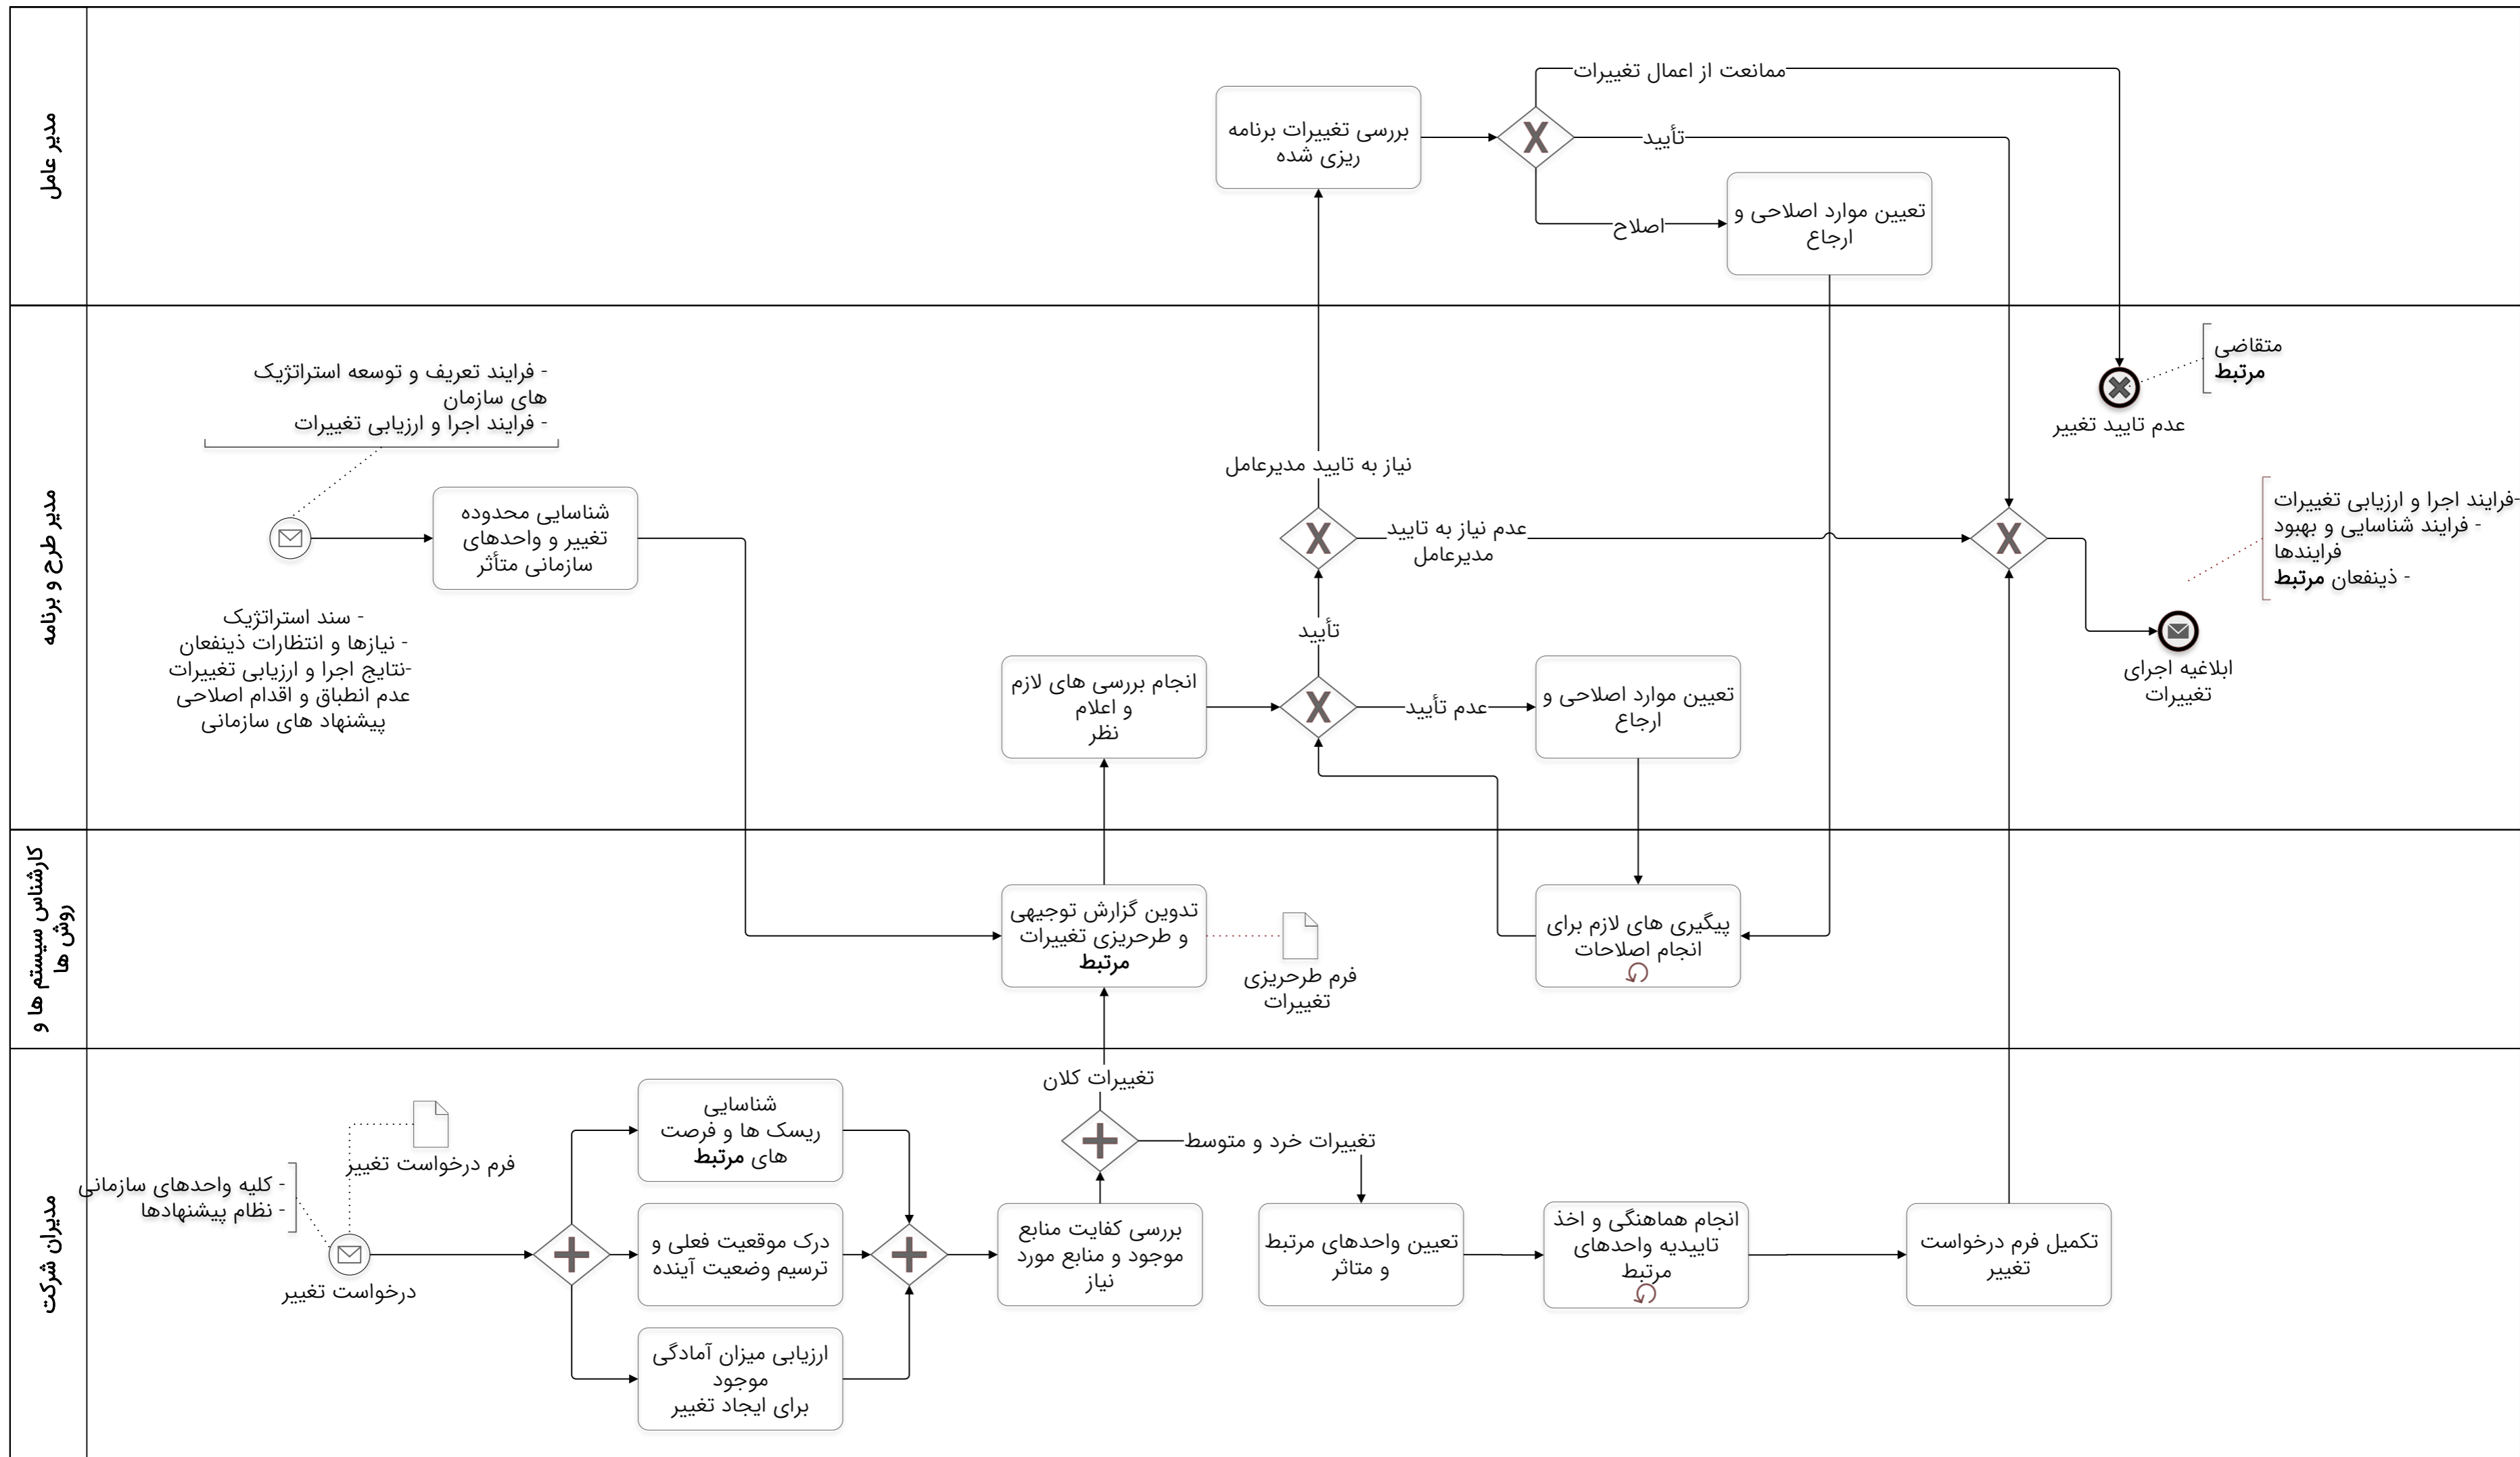 مدیر عامل
بررسی تغییرات برنامه
ریزی شده
ممانعت از اعمال تغییرات
تأیید
اصلاح
تعیین موارد اصلاحی و
ارجاع
مدیر طرح و برنامه
- فرایند تعریف و توسعه استراتژیک
های سازمان
- فرایند اجرا و ارزیابی تغییرات
شناسایی محدوده
تغییر و واحدهای
سازمانی متأثر
- سند استراتژیک
- نیازها و انتظارات ذینفعان
-نتایج اجرا و ارزیابی تغییرات
عدم انطباق و اقدام اصلاحی
پیشنهاد های سازمانی
نیاز به تایید مدیرعامل
عدم نیاز به تایید
مدیرعامل
تأیید
انجام بررسی های لازم
و اعلام
نظر
عدم تأیید
تعیین موارد اصلاحی و
ارجاع
متقاضی
مرتبط
عدم تایید تغییر
-فرایند اجرا و ارزیابی تغییرات
- فرایند شناسایی و بهبود
فرایندها
- ذینفعان مرتبط
ابلاغیه اجرای
تغییرات
کارشناس سیستم ها و
روش ها
تدوین گزارش توجیهی
و طرحریزی تغییرات
مرتبط
فرم طرحریزی
تغییرات
پیگیری های لازم برای
انجام اصلاحات
مدیران شرکت
- کلیه واحدهای سازمانی
- نظام پیشنهادها
فرم درخواست تغییر
درخواست تغییر
شناسایی
ریسک ها و فرصت
های مرتبط
درک موقعیت فعلی و
ترسیم وضعیت آینده
ارزیابی میزان آمادگی
موجود
برای ایجاد تغییر
بررسی کفایت منابع
موجود و منابع مورد
نیاز
تغییرات کلان
تغییرات خرد و متوسط
تعیین واحدهای مرتبط
و متاثر
انجام هماهنگی و اخذ
تاییدیه واحدهای
مرتبط
تکمیل فرم درخواست
تغییر